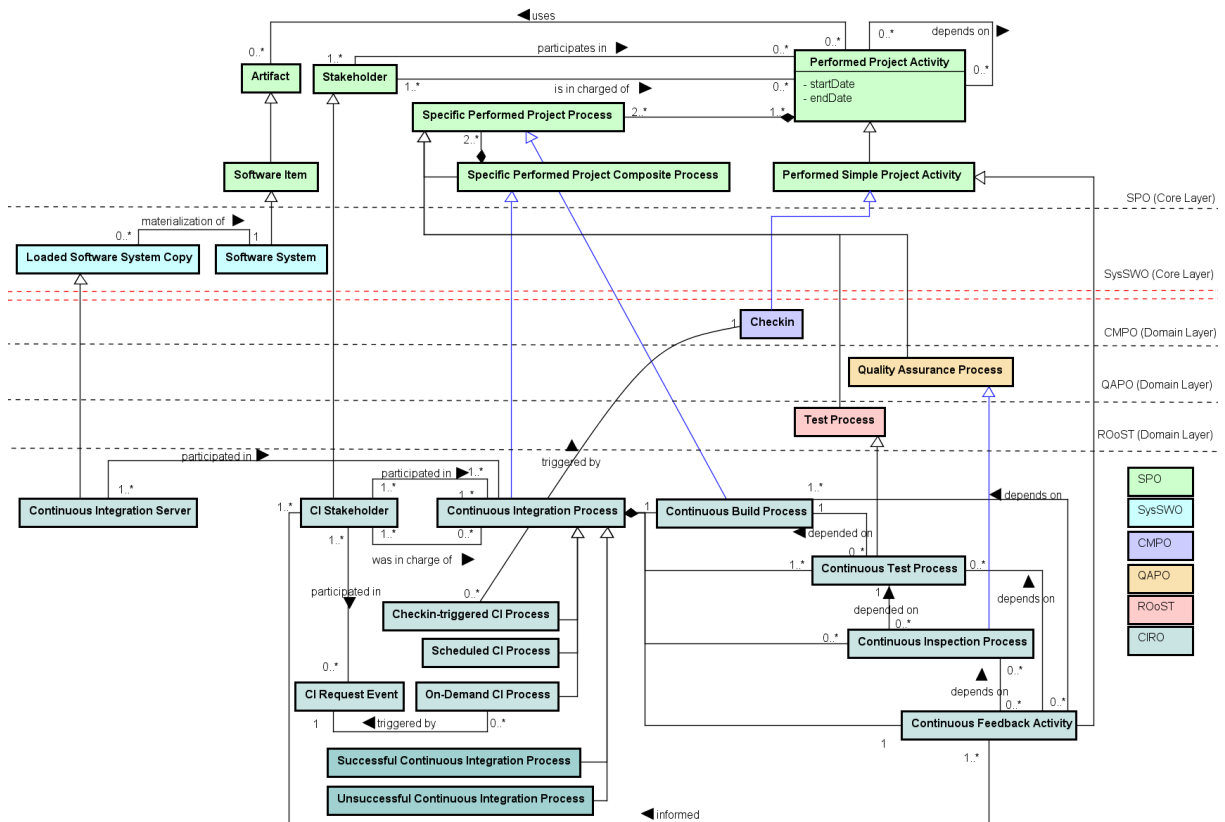 uses
0..*
0..*
0..*
depends on
0..*
Artifact
1..*
participates in
0..*
Stakeholder
1..*
is in charged of
0..*
Performed Project Activity
- startDate
- endDate
Specific Performed Project Process
2..*
1..*
2..*
Software Item
Specific Performed Project Composite Process
Performed Simple Project Activity
SPO (Core Layer)
materialization of
0..*
1
Loaded Software System Copy
Software System
SysSWO (Core Layer)
1
Checkin
CMPO (Domain Layer)
Quality Assurance Process
QAPO (Domain Layer)
Test Process
ROoST (Domain Layer)
participated in
triggered by
participated in
1..*
1..*
1..*
1..*
1..*
Continuous Integration Server
CI Stakeholder
Continuous Integration Process
1
Continuous Build Process
1
1..*
depends on
1..*
1..*
0..*
was in charge of
depended on
0..*
1..*
Continuous Test Process
0..*
1
depends on
participated in
0..*
Checkin-triggered CI Process
depended on
0..*
0..*
Continuous Inspection Process
Scheduled CI Process
0..*
0..*
CI Request Event
On-Demand CI Process
depends on
0..*
0..*
1
triggered by
0..*
Continuous Feedback Activity
1
1..*
Successful Continuous Integration Process
Unsuccessful Continuous Integration Process
informed
SPO
SysSWO
CMPO
QAPO
ROoST
CIRO